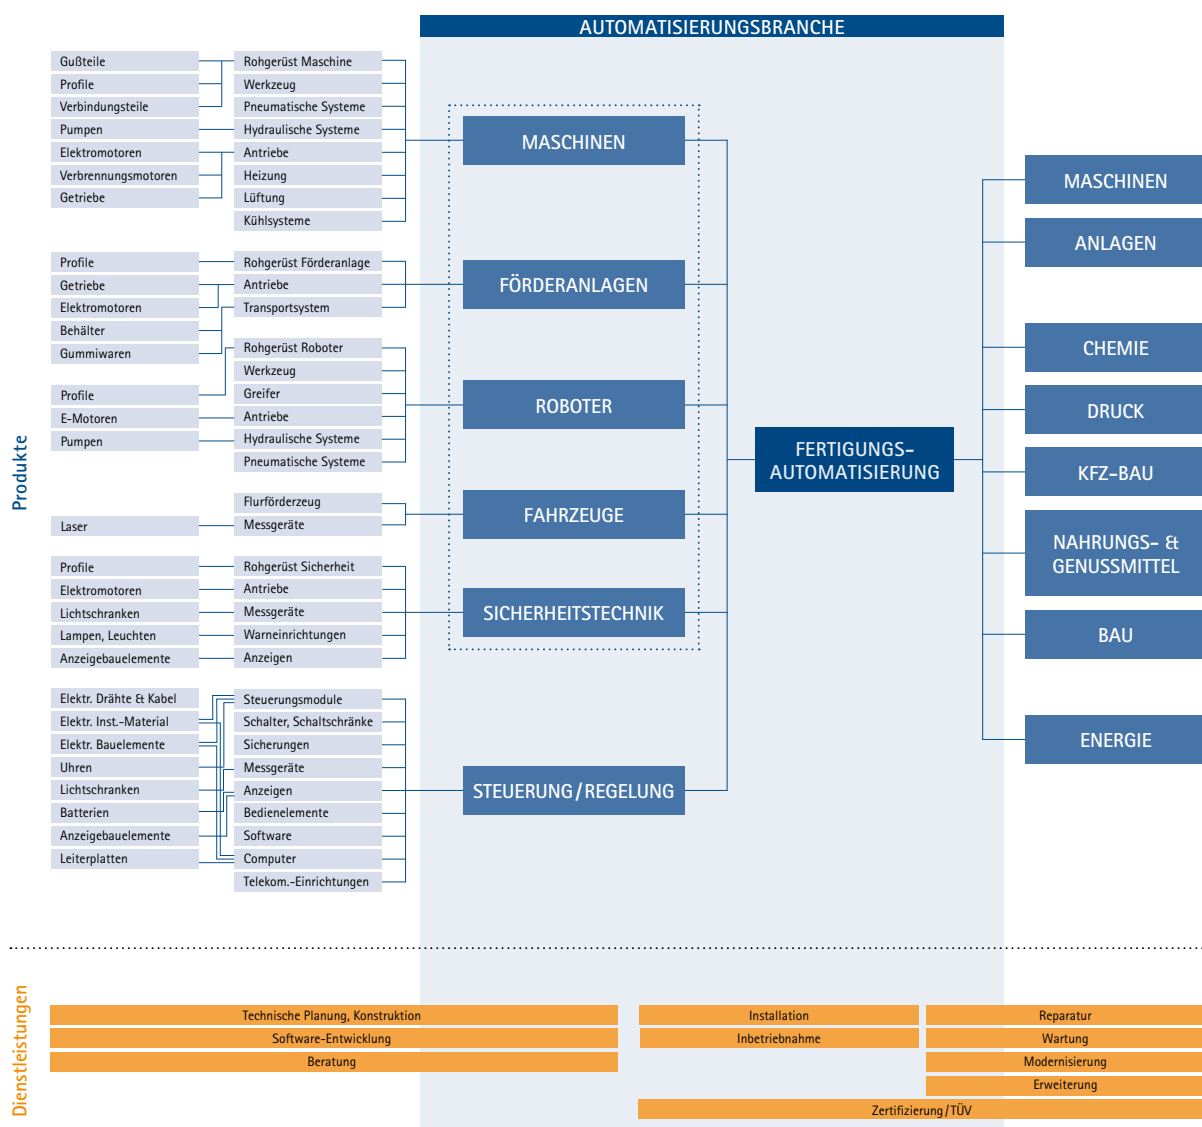 AUTOMATISIERUNGSBRANCHE
Produkte
Gußteile
Profile
Verbindungsteile
Pumpen
Elektromotoren
Verbrennungsmotoren
Getriebe
Rohgerüst Maschine
Werkzeug
Pneumatische Systeme
Hydraulische Systeme
Antriebe
Heizung
Lüftung
Kühlsysteme
MASCHINEN
Profile
Getriebe
Elektromotoren
Behälter
Gummiwaren
Rohgerüst Förderanlage
Antriebe
Transportsystem
FÖRDERANLAGEN
Profile
E-Motoren
Pumpen
Rohgerüst Roboter
Werkzeug
Greifer
Antriebe
Hydraulische Systeme
Pneumatische Systeme
ROBOTER
Laser
Flurförderzeug
Messgeräte
FAHRZEUGE
Profile
Elektromotoren
Lichtschranken
Lampen, Leuchten
Anzeigebauelemente
Rohgerüst Sicherheit
Antriebe
Messgeräte
Warneinrichtungen
Anzeigen
SICHERHEITSTECHNIK
Elektr. Drähte & Kabel
Elektr. Inst.-Material
Elektr. Bauelemente
Uhren
Lichtschranken
Batterien
Anzeigebauelemente
Leiterplatten
Steuerungsmodule
Schalter, Schaltschränke
Sicherungen
Messgeräte
Anzeigen
Bedienelemente
Software
Computer
Telekom.-Einrichtungen
STEUERUNG/REGELUNG
FERTIGUNGS-
AUTOMATISIERUNG
MASCHINEN
ANLAGEN
CHEMIE
DRUCK
KFZ-BAU
NAHRUNGS- &
GENUSSMITTEL
BAU
ENERGIE
Dienstleistungen
Technische Planung, Konstruktion
Software-Entwicklung
Beratung
Installation
Inbetriebnahme
Reparatur
Wartung
Modernisierung
Erweiterung
Zertifizierung/TÜV